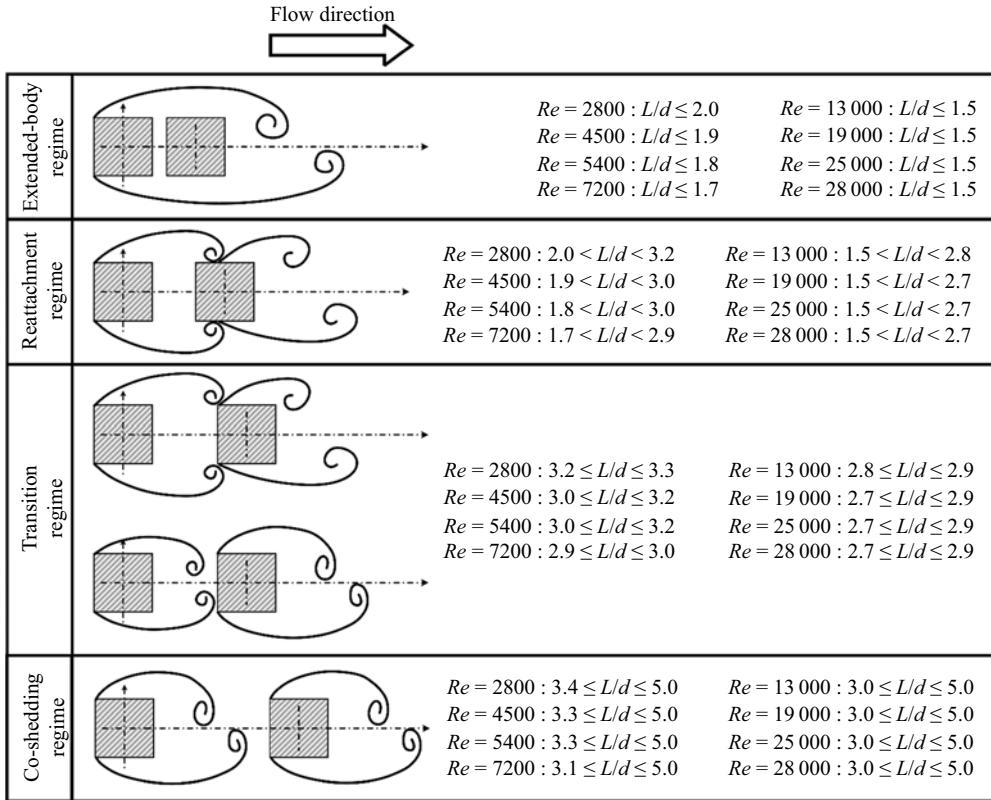 Flow direction
Extended-body
regime
Re = 2800 : L/d ≤ 2.0
Re = 4500 : L/d ≤ 1.9
Re = 5400 : L/d ≤ 1.8
Re = 7200 : L/d ≤ 1.7
Re = 13 000 : L/d ≤ 1.5
Re = 19 000 : L/d ≤ 1.5
Re = 25 000 : L/d ≤ 1.5
Re = 28 000 : L/d ≤ 1.5
Reattachment
regime
Re = 2800 : 2.0 < L/d < 3.2
Re = 4500 : 1.9 < L/d < 3.0
Re = 5400 : 1.8 < L/d < 3.0
Re = 7200 : 1.7 < L/d < 2.9
Re = 13 000 : 1.5 < L/d < 2.8
Re = 19 000 : 1.5 < L/d < 2.7
Re = 25 000 : 1.5 < L/d < 2.7
Re = 28 000 : 1.5 < L/d < 2.7
Transition
regime
Re = 2800 : 3.2 ≤ L/d ≤ 3.3
Re = 4500 : 3.0 ≤ L/d ≤ 3.2
Re = 5400 : 3.0 ≤ L/d ≤ 3.2
Re = 7200 : 2.9 ≤ L/d ≤ 3.0
Re = 13 000 : 2.8 ≤ L/d ≤ 2.9
Re = 19 000 : 2.7 ≤ L/d ≤ 2.9
Re = 25 000 : 2.7 ≤ L/d ≤ 2.9
Re = 28 000 : 2.7 ≤ L/d ≤ 2.9
Co-shedding
regime
Re = 2800 : 3.4 ≤ L/d ≤ 5.0
Re = 4500 : 3.3 ≤ L/d ≤ 5.0
Re = 5400 : 3.3 ≤ L/d ≤ 5.0
Re = 7200 : 3.1 ≤ L/d ≤ 5.0
Re = 13 000 : 3.0 ≤ L/d ≤ 5.0
Re = 19 000 : 3.0 ≤ L/d ≤ 5.0
Re = 25 000 : 3.0 ≤ L/d ≤ 5.0
Re = 28 000 : 3.0 ≤ L/d ≤ 5.0